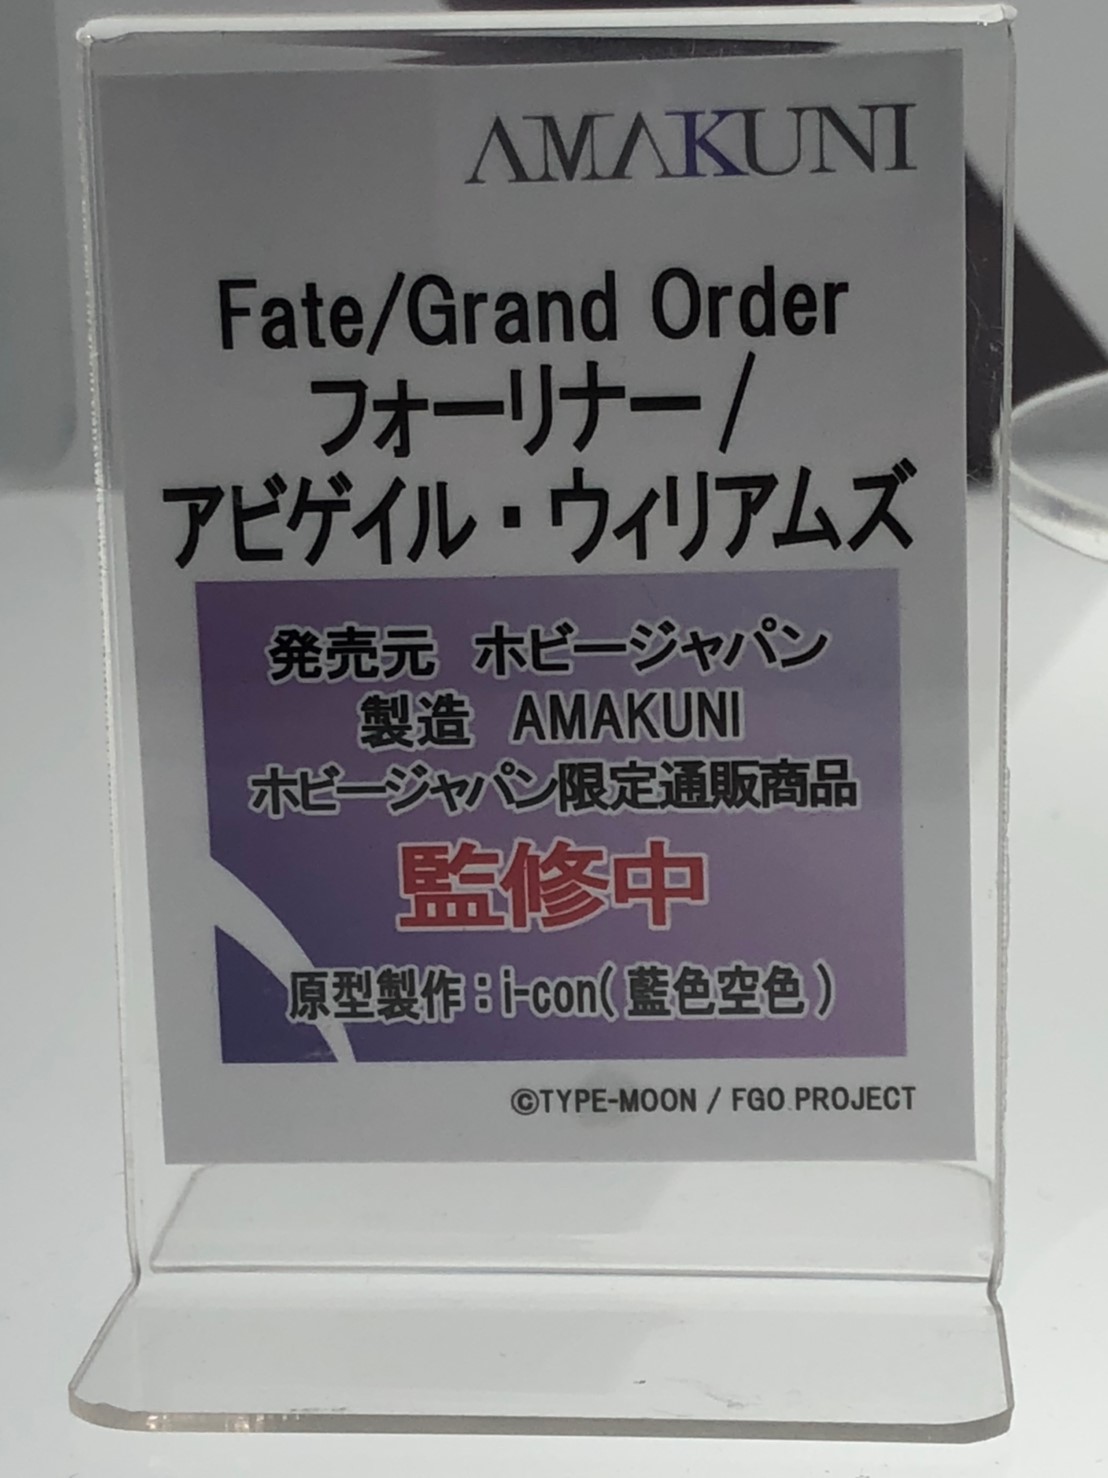 AMAKUNI
Fate/Grand Order
フォーリナー/
アビゲイル・ウィリアムズ
発売元　ホビージャパン
製造　AMAKUNI
ホビージャパン限定通販商品
監修中
原型製作：i-con(藍色空色)
©TYPE-MOON / FGO PROJECT